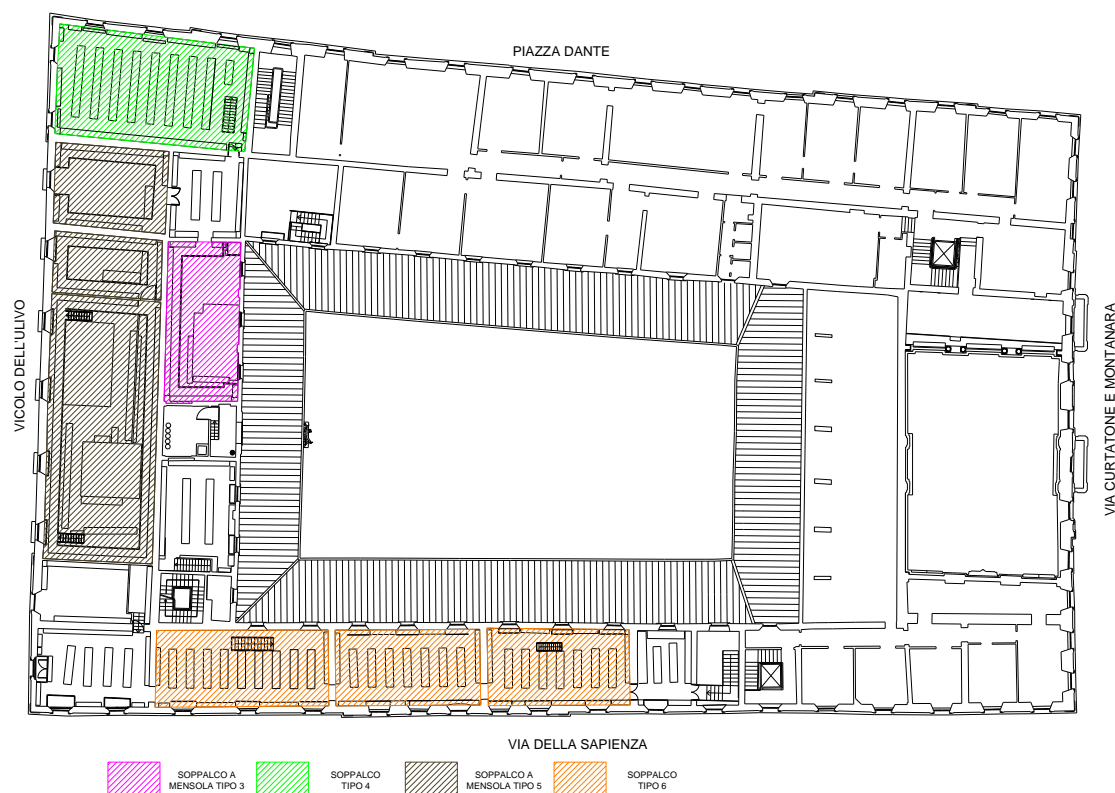 PIAZZA DANTE
VICOLO DELL'ULIVO
VIA CURTATONE E MONTANARA
VIA DELLA SAPIENZA
SOPPALCO A
MENSOLA TIPO 3
SOPPALCO
TIPO 4
SOPPALCO A
MENSOLA TIPO 5
SOPPALCO
TIPO 6